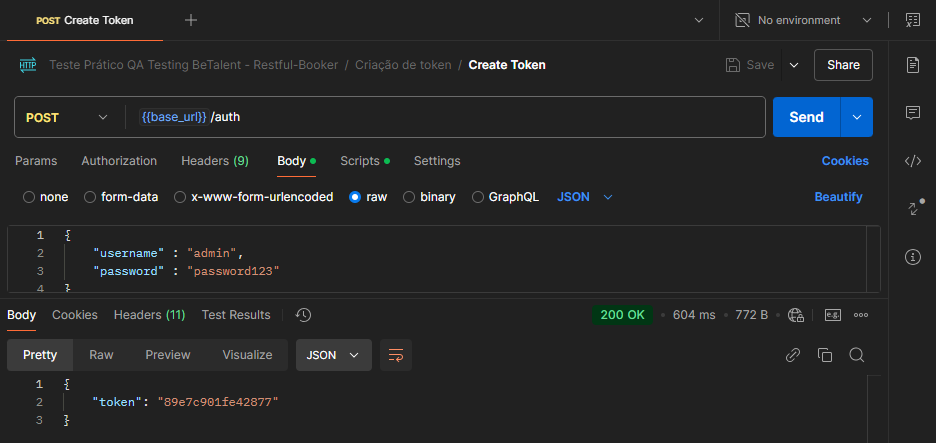 POST Create Token
No environment
HTTP Teste Prático QA Testing BeTalent - Restful-Booker / Criação de token / Create Token
Save
Share
POST
{{base_url}} /auth
Send
Params Authorization Headers (9) Body Scripts Settings Cookies
none form-data x-www-form-urlencoded raw binary GraphQL JSON Beautify
1 {
2 "username" : "admin",
3 "password" : "password123"
4 }
Body Cookies Headers (11) Test Results 200 OK • 604 ms • 772 B • e.g.
Pretty Raw Preview Visualize JSON
1 {
2 "token": "89e7c901fe42877"
3 }